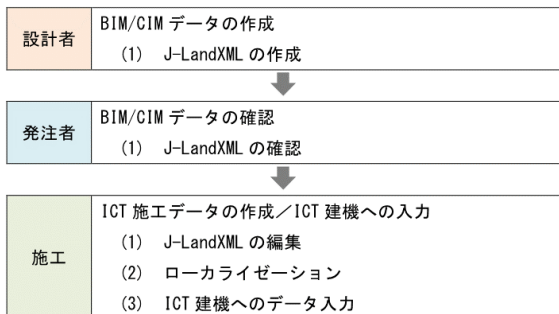 設計者
BIM/CIM データの作成
(1) J-LandXML の作成
発注者
BIM/CIM データの確認
(1) J-LandXML の確認
施工
ICT 施工データの作成／ICT 建機への入力
(1) J-LandXML の編集
(2) ローカライゼーション
(3) ICT 建機へのデータ入力